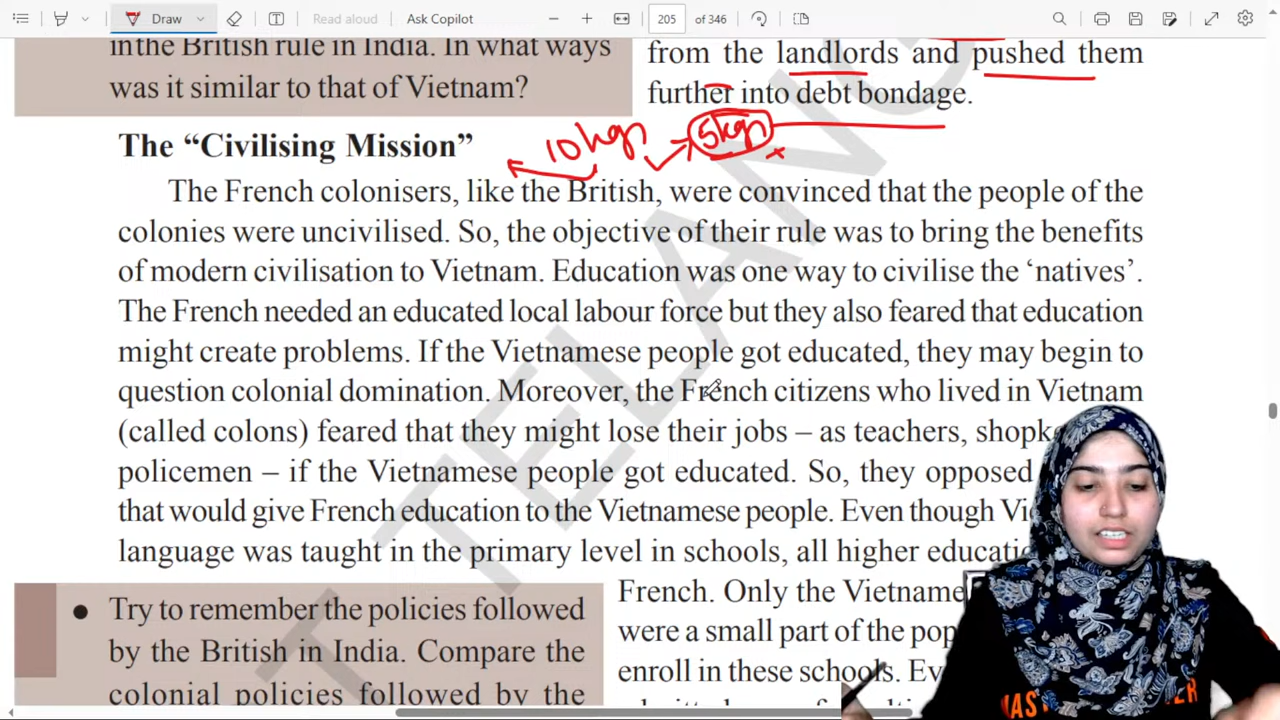 Draw
Read aloud
Ask Copilot
205 of 346
in the British rule in India. In what ways
was it similar to that of Vietnam?
from the landlords and pushed them
further into debt bondage.
10 kgs
5 kgs
The “Civilising Mission”
The French colonisers, like the British, were convinced that the people of the
colonies were uncivilised. So, the objective of their rule was to bring the benefits
of modern civilisation to Vietnam. Education was one way to civilise the ‘natives’.
The French needed an educated local labour force but they also feared that education
might create problems. If the Vietnamese people got educated, they may begin to
question colonial domination. Moreover, the French citizens who lived in Vietnam
(called colons) feared that they might lose their jobs – as teachers, shopk
policemen – if the Vietnamese people got educated. So, they opposed
that would give French education to the Vietnamese people. Even though Vi
language was taught in the primary level in schools, all higher educati
French. Only the Vietname
were a small part of the pop
enroll in these schools. Ev
● Try to remember the policies followed
by the British in India. Compare the
colonial policies followed by the